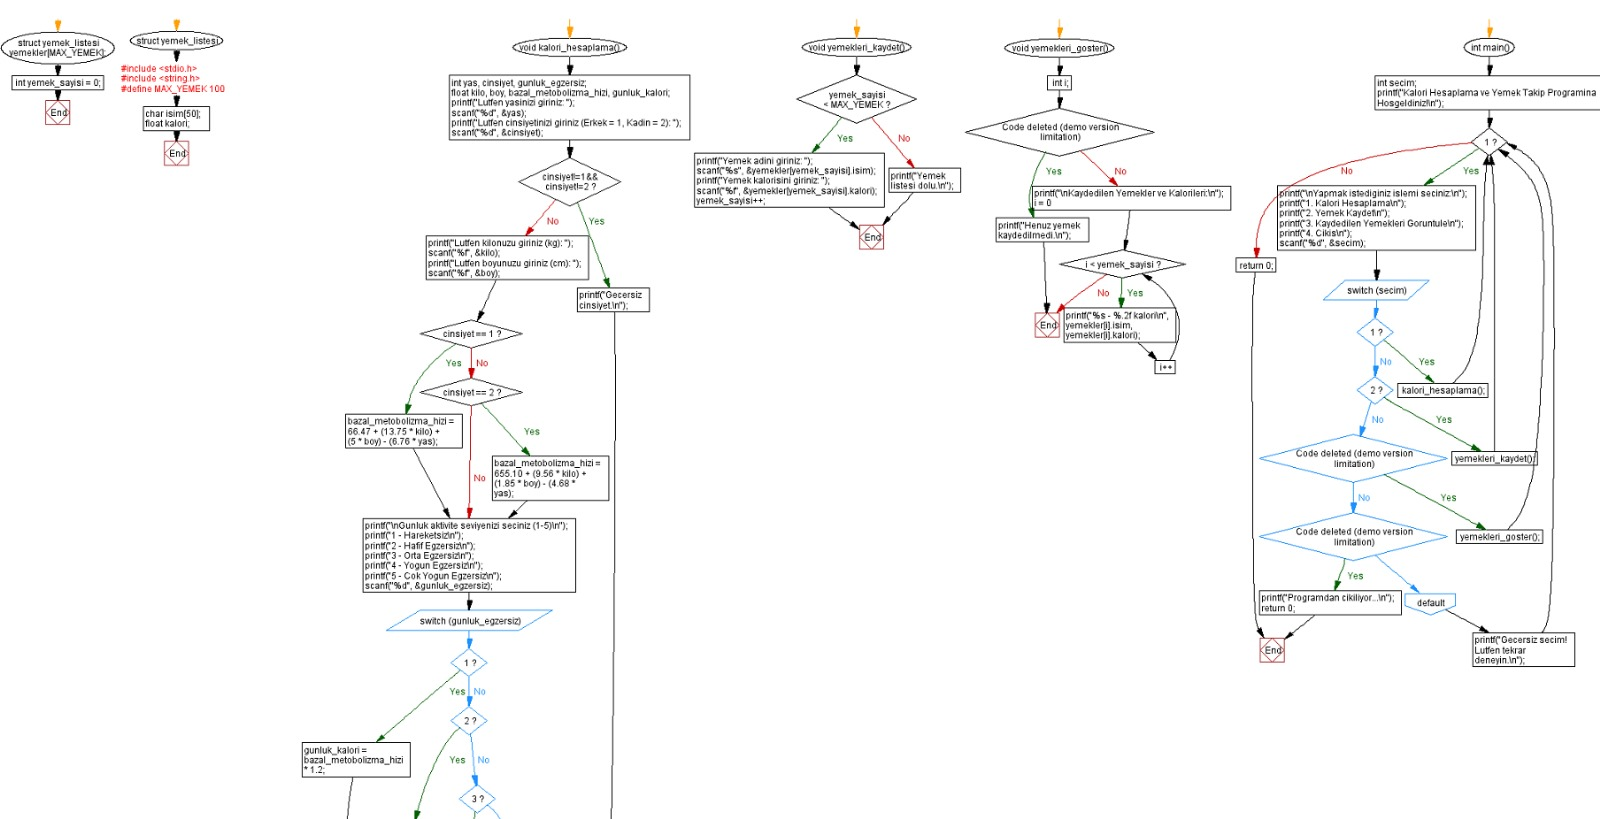 struct yemek_listesi
yemekler[MAX_YEMEK];
int yemek_sayisi = 0;
End
struct yemek_listesi
#include <stdio.h>
#include <string.h>
#define MAX_YEMEK 100
char isim[50];
float kalori;
End
void kalori_hesaplama()
int yas, cinsiyet, gunluk_egzersiz;
float kilo, boy, bazal_metobolizma_hizi, gunluk_kalori;
printf("Lutfen yasinizi giriniz: ");
scanf("%d", &yas);
printf("Lutfen cinsiyetinizi giriniz (Erkek = 1, Kadin = 2): ");
scanf("%d", &cinsiyet);
cinsiyet!=1&&
cinsiyet!=2 ?
No
Yes
printf("Lutfen kilonuzu giriniz (kg): ");
scanf("%f", &kilo);
printf("Lutfen boyunuzu giriniz (cm): ");
scanf("%f", &boy);
printf("Gecersiz
cinsiyet.\n");
cinsiyet == 1 ?
Yes
No
cinsiyet == 2 ?
bazal_metobolizma_hizi =
66.47 + (13.75 * kilo) +
(5 * boy) - (6.76 * yas);
Yes
No
bazal_metobolizma_hizi =
655.10 + (9.56 * kilo) +
(1.85 * boy) - (4.68 *
yas);
printf("\nGunluk aktivite seviyenizi seciniz (1-5)\n");
printf("1 - Hareketsiz\n");
printf("2 - Hafif Egzersiz\n");
printf("3 - Orta Egzersiz\n");
printf("4 - Yogun Egzersiz\n");
printf("5 - Cok Yogun Egzersiz\n");
scanf("%d", &gunluk_egzersiz);
switch (gunluk_egzersiz)
1 ?
Yes
No
2 ?
gunluk_kalori =
bazal_metobolizma_hizi
* 1.2;
Yes
No
3 ?
void yemekleri_kaydet()
yemek_sayisi
< MAX_YEMEK ?
Yes
No
printf("Yemek adini giriniz: ");
scanf("%s", &yemekler[yemek_sayisi].isim);
printf("Yemek kalorisini giriniz: ");
scanf("%f", &yemekler[yemek_sayisi].kalori);
yemek_sayisi++;
printf("Yemek
listesi dolu.\n");
End
void yemekleri_goster()
int i;
Code deleted (demo version
limitation)
Yes
No
printf("\nKaydedilen Yemekler ve Kalorileri:\n");
i = 0
printf("Henuz yemek
kaydedilmedi.\n");
i < yemek_sayisi ?
No
Yes
End
printf("%s - %.2f kalori\n",
yemekler[i].isim,
yemekler[i].kalori);
i++
int main()
int secim;
printf("Kalori Hesaplama ve Yemek Takip Programina
Hosgeldiniz!\n");
1 ?
No
Yes
printf("\nYapmak istediginiz islemi seciniz:\n");
printf("1. Kalori Hesaplama\n");
printf("2. Yemek Kaydet\n");
printf("3. Kaydedilen Yemekleri Goruntule\n");
printf("4. Cikis\n");
scanf("%d", &secim);
return 0;
switch (secim)
1 ?
No
Yes
2 ?
kalori_hesaplama();
No
Yes
Code deleted (demo version
limitation)
yemekleri_kaydet();
No
Yes
Code deleted (demo version
limitation)
yemekleri_goster();
Yes
printf("Programdan cikiliyor...\n");
return 0;
default
End
printf("Gecersiz secim!
Lutfen tekrar
deneyin.\n");